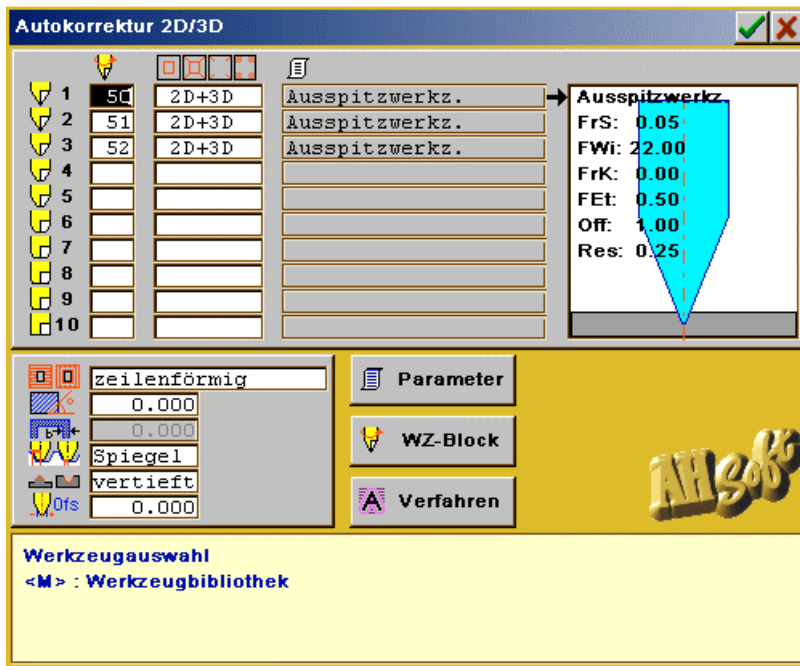 Autokorrektur 2D/3D
1 50 2D+3D Ausspitzwerkz.
2 51 2D+3D Ausspitzwerkz.
3 52 2D+3D Ausspitzwerkz.
4
5
6
7
8
9
10
Ausspitzwerkz.
FrS: 0.05
FWi: 22.00
FrK: 0.00
FEt: 0.50
Off: 1.00
Res: 0.25
zeilenförmig
0.000
b 0.000
Spiegel
vertieft
Ofs 0.000
Parameter
WZ-Block
A Verfahren
AHSoft
Werkzeugauswahl
<M> : Werkzeugbibliothek